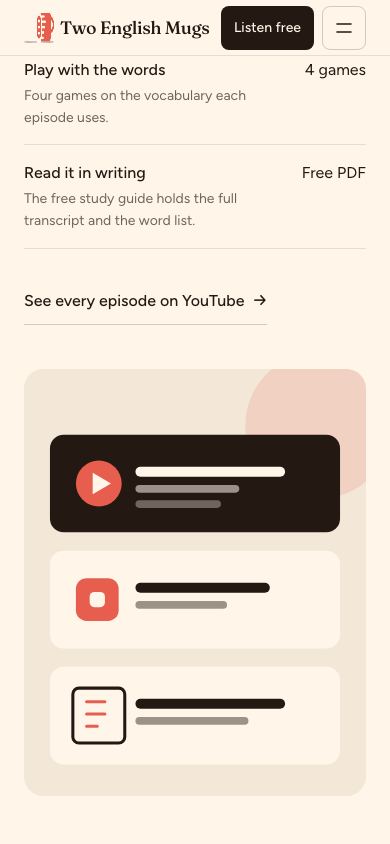 Two English Mugs
Listen free
Play with the words
4 games
Four games on the vocabulary each
episode uses.
Read it in writing
Free PDF
The free study guide holds the full
transcript and the word list.
See every episode on YouTube →